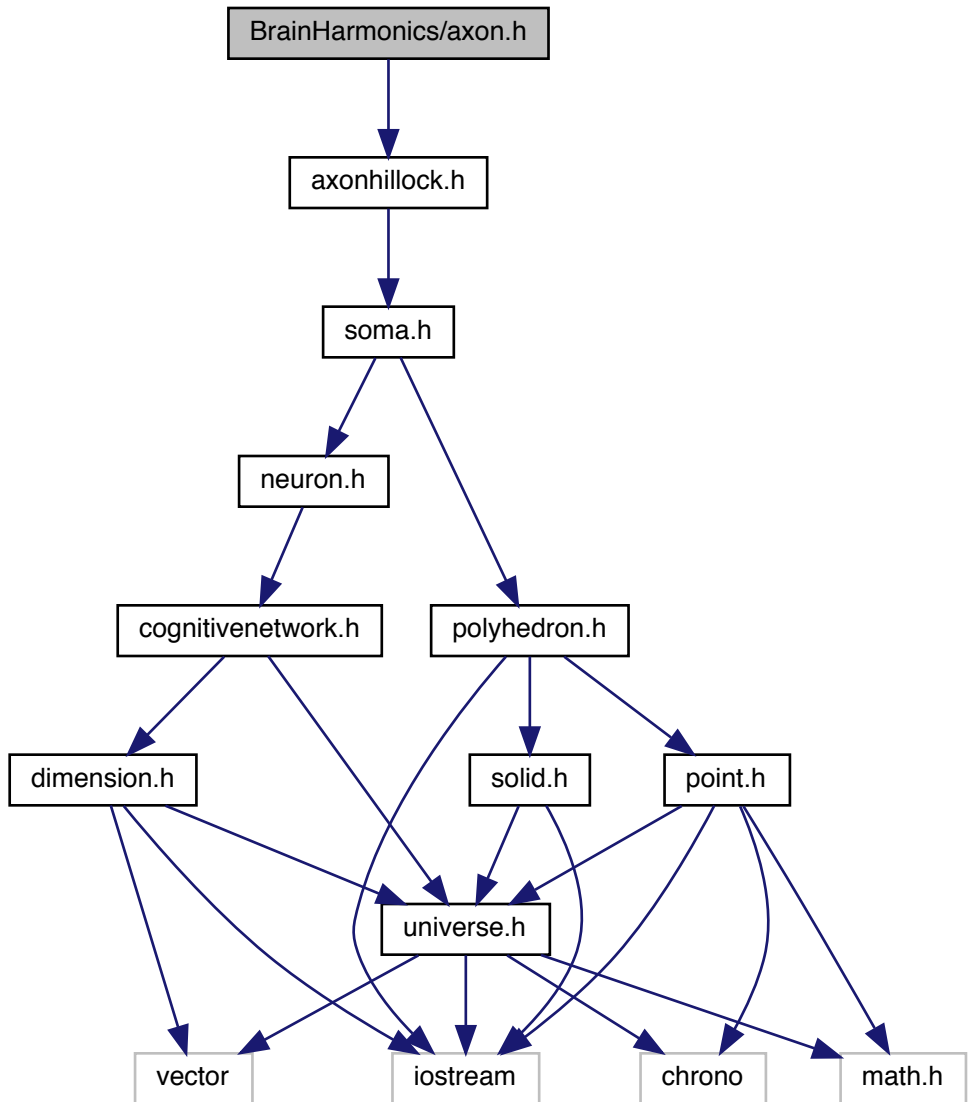 BrainHarmonics/axon.h
axonhillock.h
soma.h
neuron.h
cognitivenetwork.h
polyhedron.h
dimension.h
solid.h
point.h
universe.h
vector
iostream
chrono
math.h